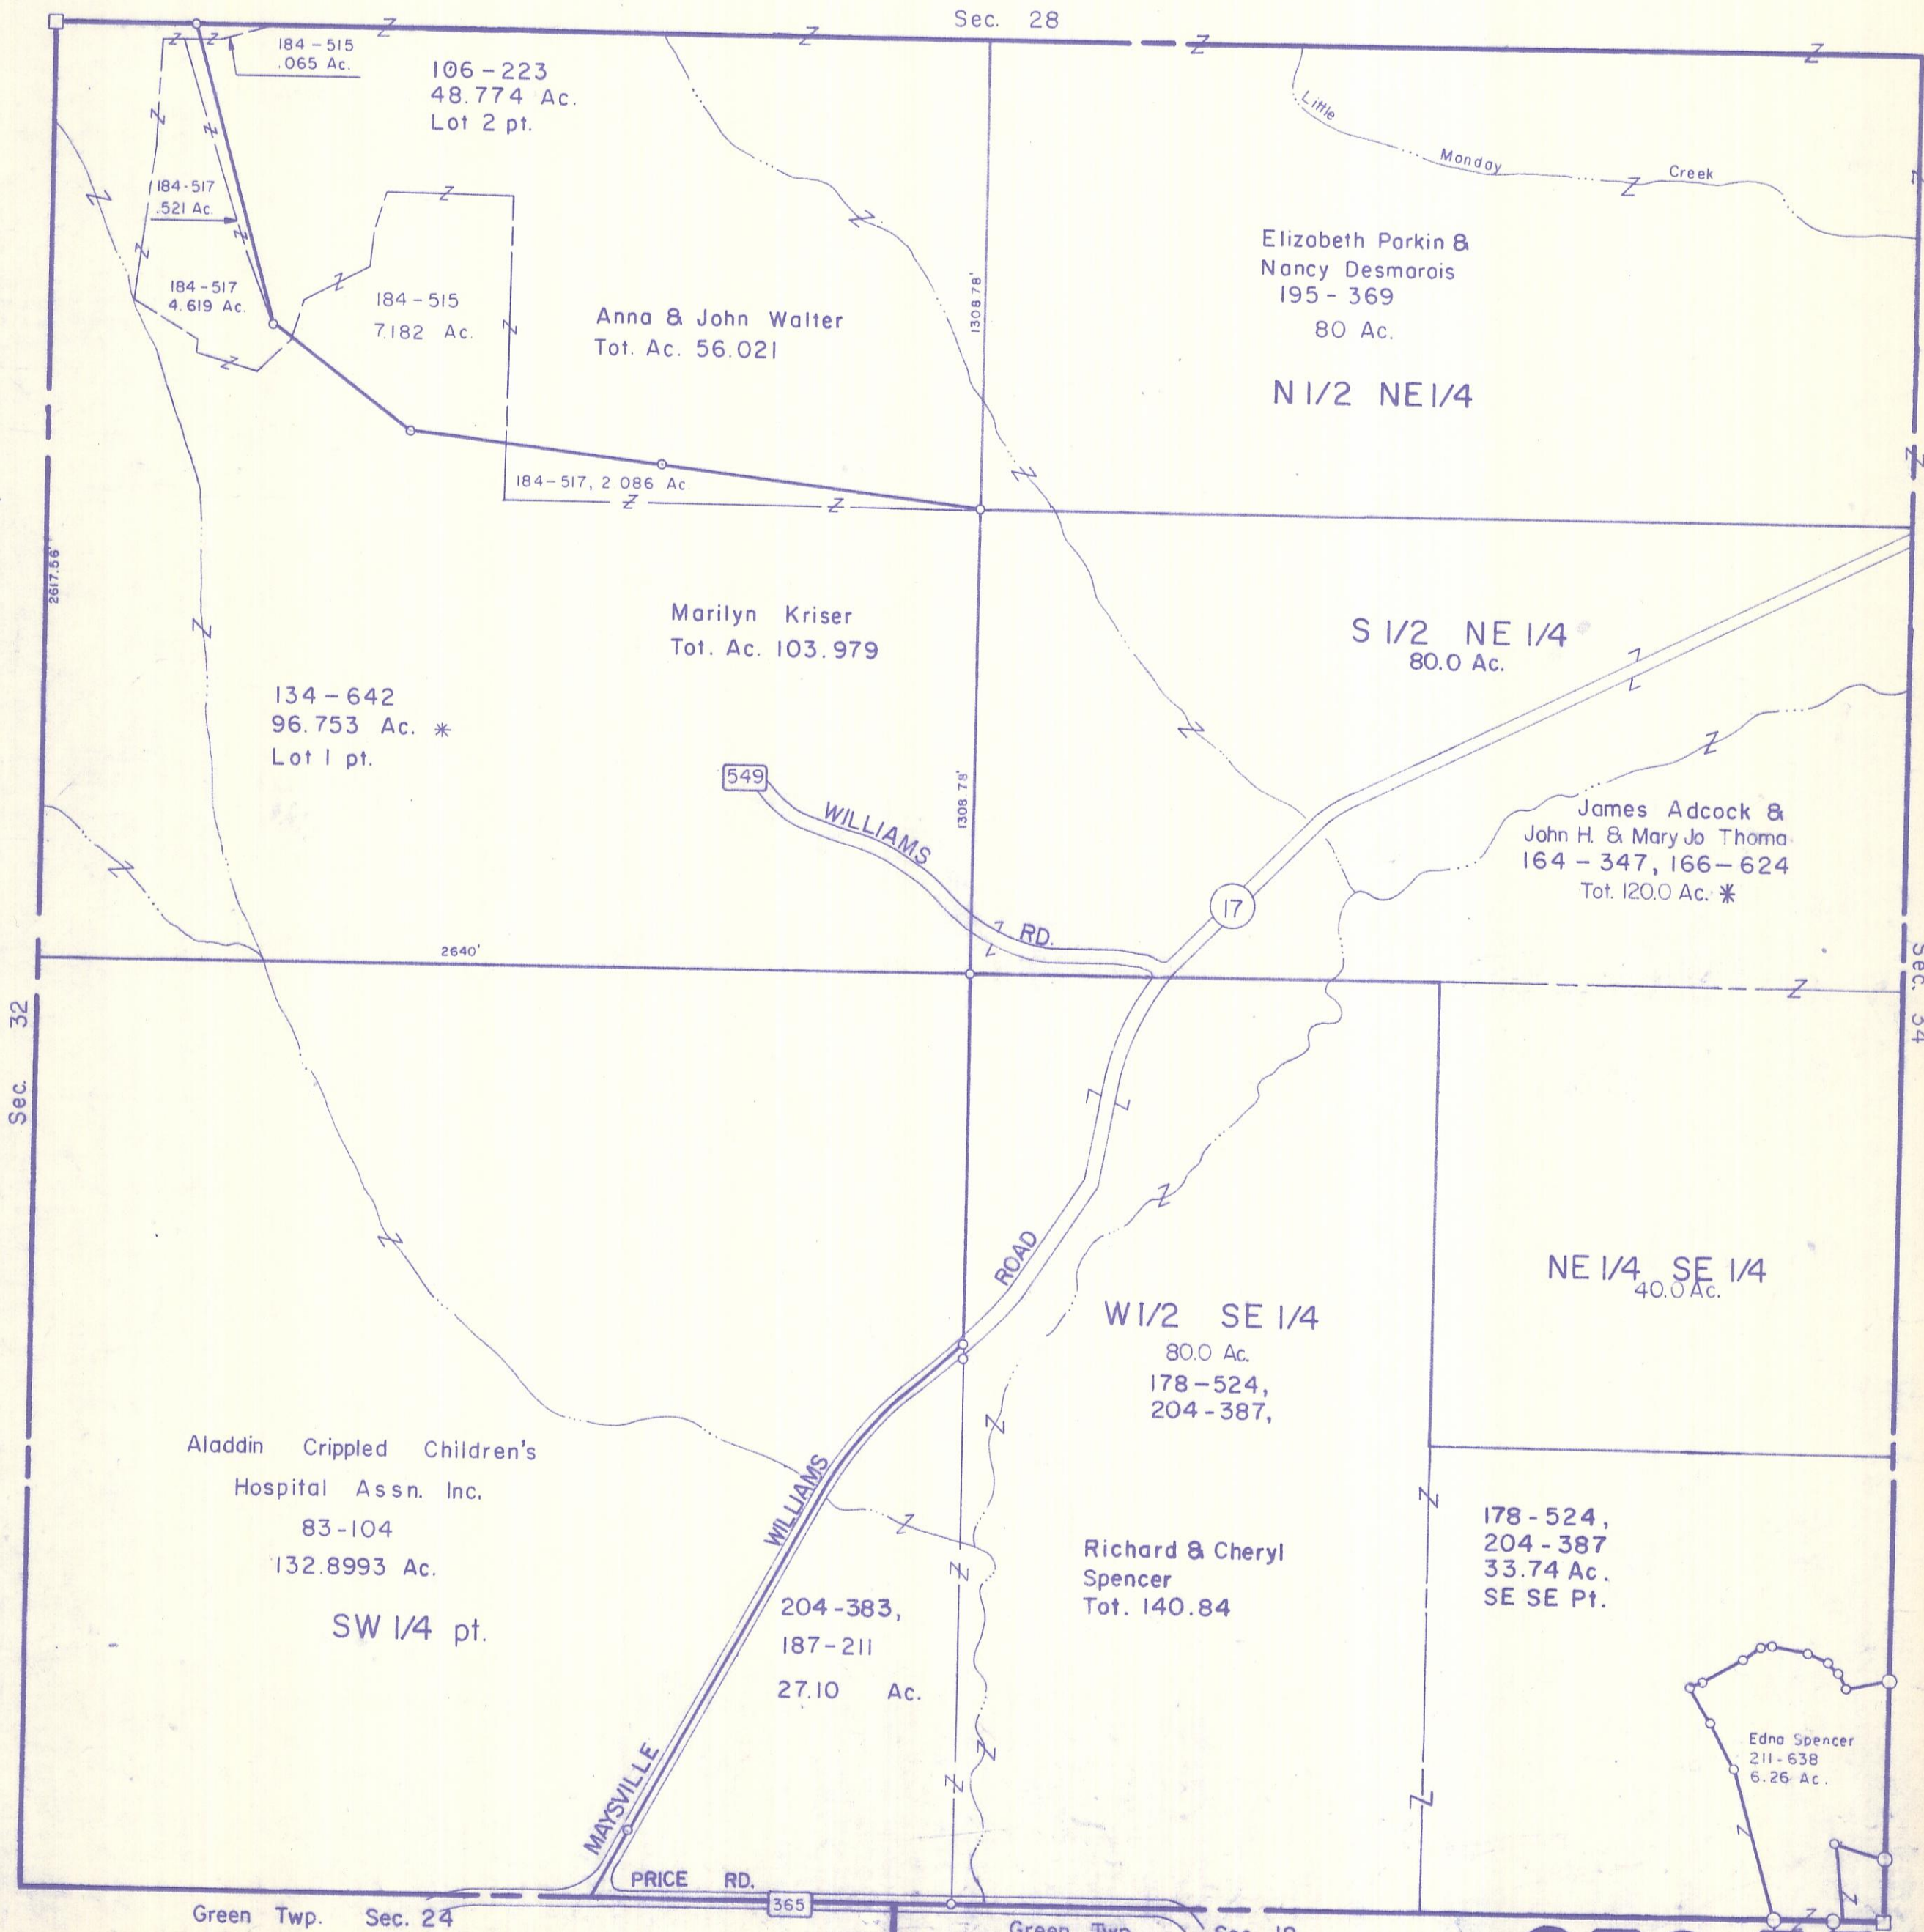 Sec. 28
184-515
.065 Ac.
106-223
48.774 Ac.
Lot 2 pt.
Little Monday Creek
184-517
.521 Ac.
184-517
4.619 Ac.
184-515
7.182 Ac.
Anna & John Walter
Tot. Ac. 56.021
1308.78'
Elizabeth Parkin &
Nancy Desmarais
195-369
80 Ac.
N 1/2 NE 1/4
184-517, 2.086 Ac.
2617.56'
Marilyn Kriser
Tot. Ac. 103.979
S 1/2 NE 1/4
80.0 Ac.
134-642
96.753 Ac. *
Lot 1 pt.
549
WILLIAMS RD.
1308.78'
James Adcock &
John H. & Mary Jo Thoma
164-347, 166-624
Tot. 120.0 Ac. *
17
2640'
Sec. 32
Sec. 34
NE 1/4 SE 1/4
40.0 Ac.
W 1/2 SE 1/4
80.0 Ac.
178-524,
204-387,
MAYSVILLE WILLIAMS ROAD
Aladdin Crippled Children's
Hospital Assn. Inc.
83-104
132.8993 Ac.
SW 1/4 pt.
204-383,
187-211
27.10 Ac.
Richard & Cheryl
Spencer
Tot. 140.84
178-524,
204-387
33.74 Ac.
SE SE Pt.
Edna Spencer
211-638
6.26 Ac.
PRICE RD.
365
Green Twp. Sec. 24
Green Twp.